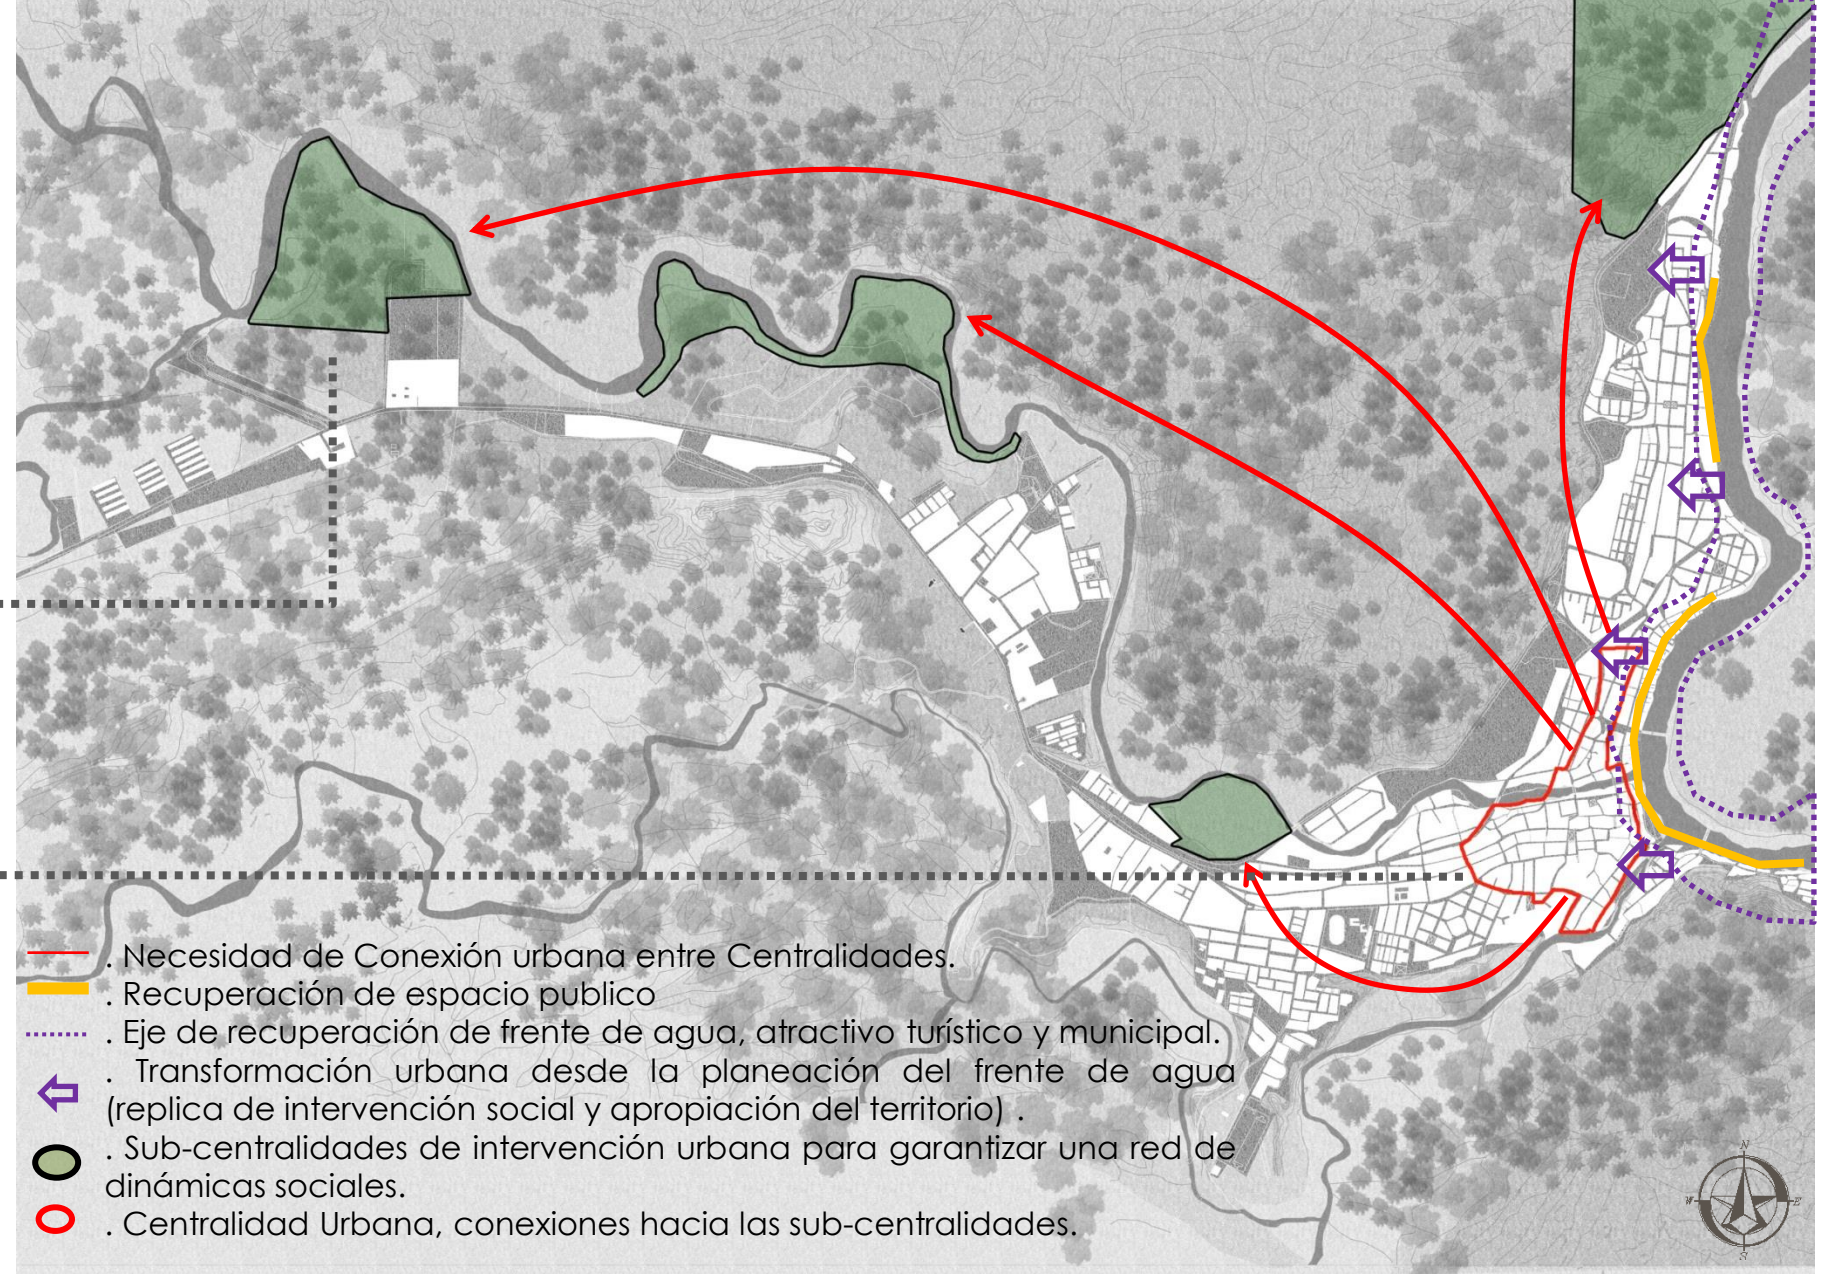 . Necesidad de Conexión urbana entre Centralidades.
. Recuperación de espacio publico
. Eje de recuperación de frente de agua, atractivo turístico y municipal.
. Transformación urbana desde la planeación del frente de agua
(replica de intervención social y apropiación del territorio) .
. Sub-centralidades de intervención urbana para garantizar una red de
dinámicas sociales.
. Centralidad Urbana, conexiones hacia las sub-centralidades.
N
W
E
S